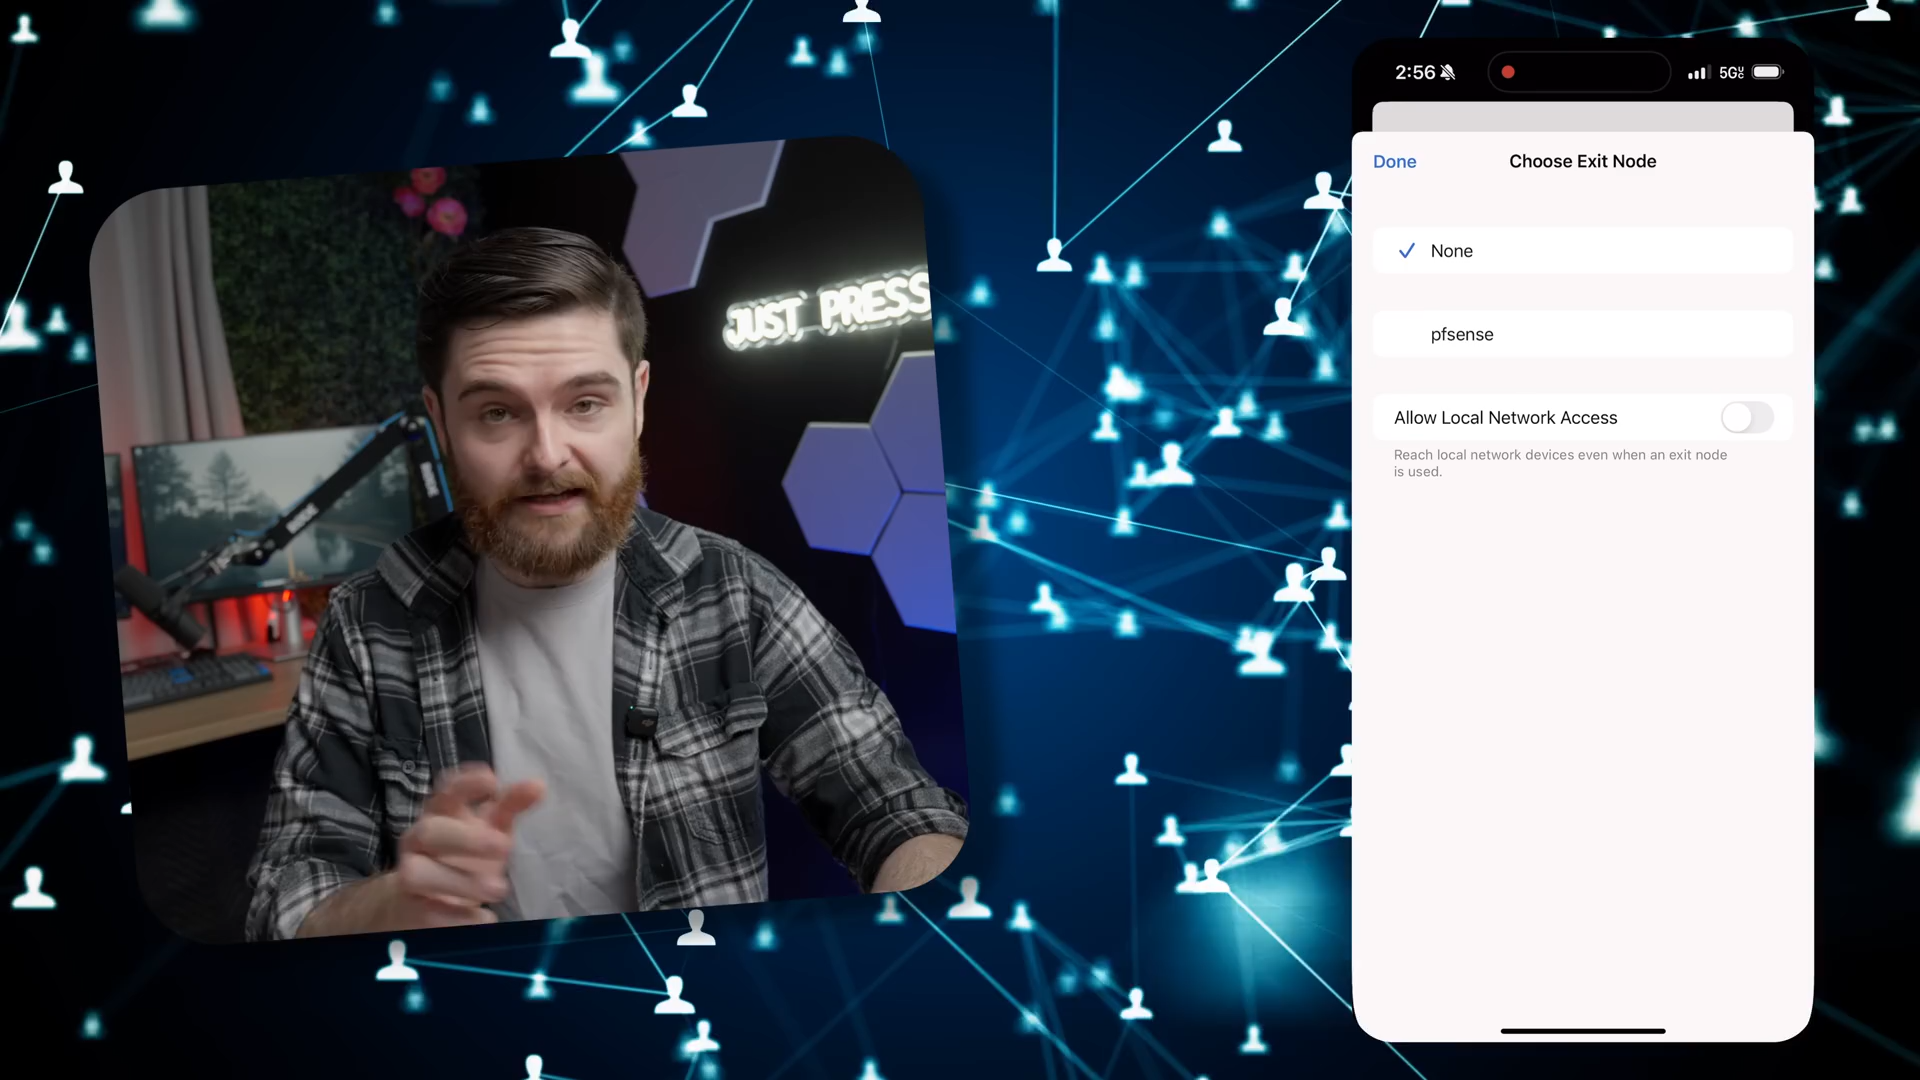 JUST PRESS
2:56
5G
Done
Choose Exit Node
None
pfsense
Allow Local Network Access
Reach local network devices even when an exit node
is used.